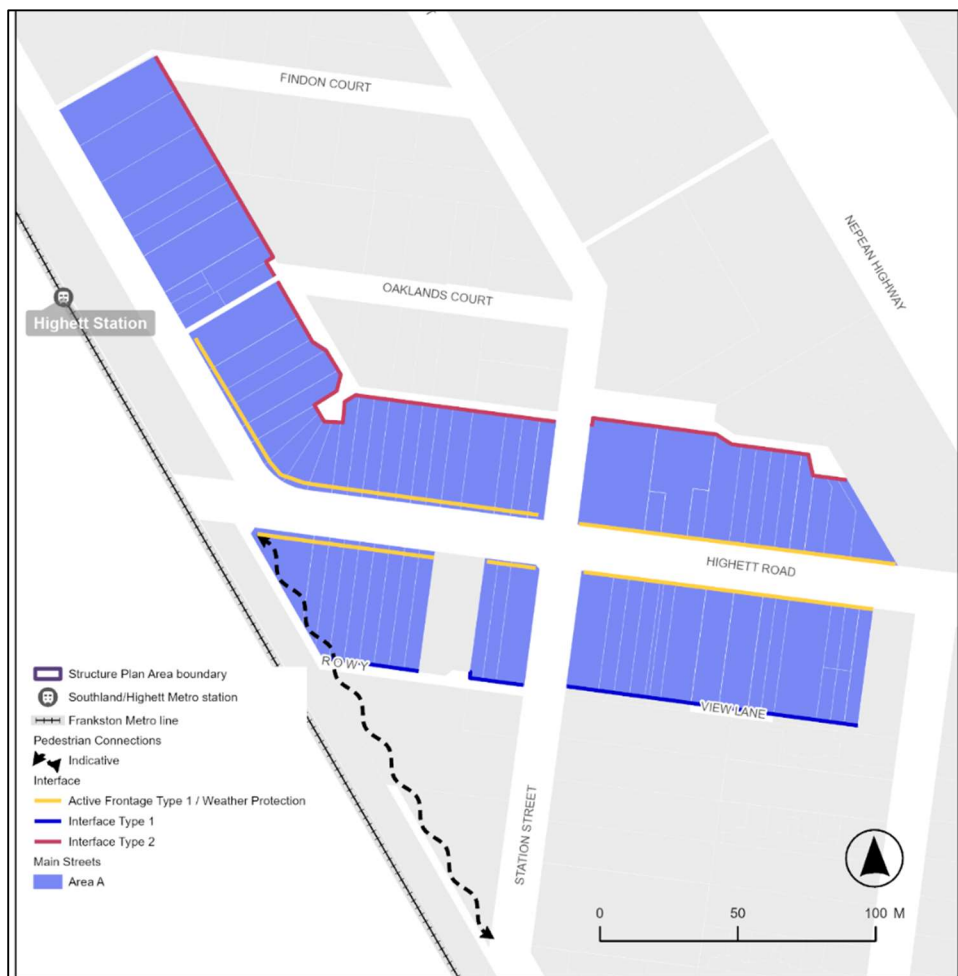 FINDON COURT
NEPEAN HIGHWAY
OAKLANDS COURT
Highett Station
HIGHETT ROAD
R O W Y
VIEW LANE
STATION STREET
Structure Plan Area boundary
Southland/Highett Metro station
Frankston Metro line
Pedestrian Connections
Indicative
Interface
Active Frontage Type 1 / Weather Protection
Interface Type 1
Interface Type 2
Main Streets
Area A
0 50 100 M